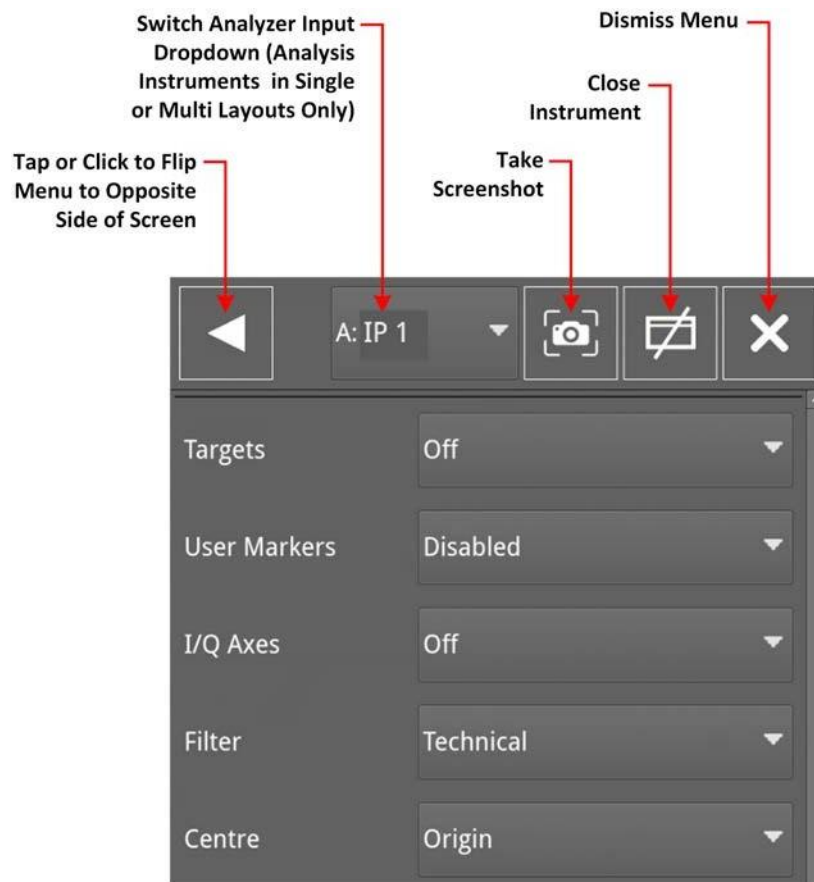 Switch Analyzer Input
Dropdown (Analysis
Instruments in Single
or Multi Layouts Only)
Dismiss Menu
Close
Instrument
Tap or Click to Flip
Menu to Opposite
Side of Screen
Take
Screenshot
A: IP 1
Targets
Off
User Markers
Disabled
I/Q Axes
Off
Filter
Technical
Centre
Origin